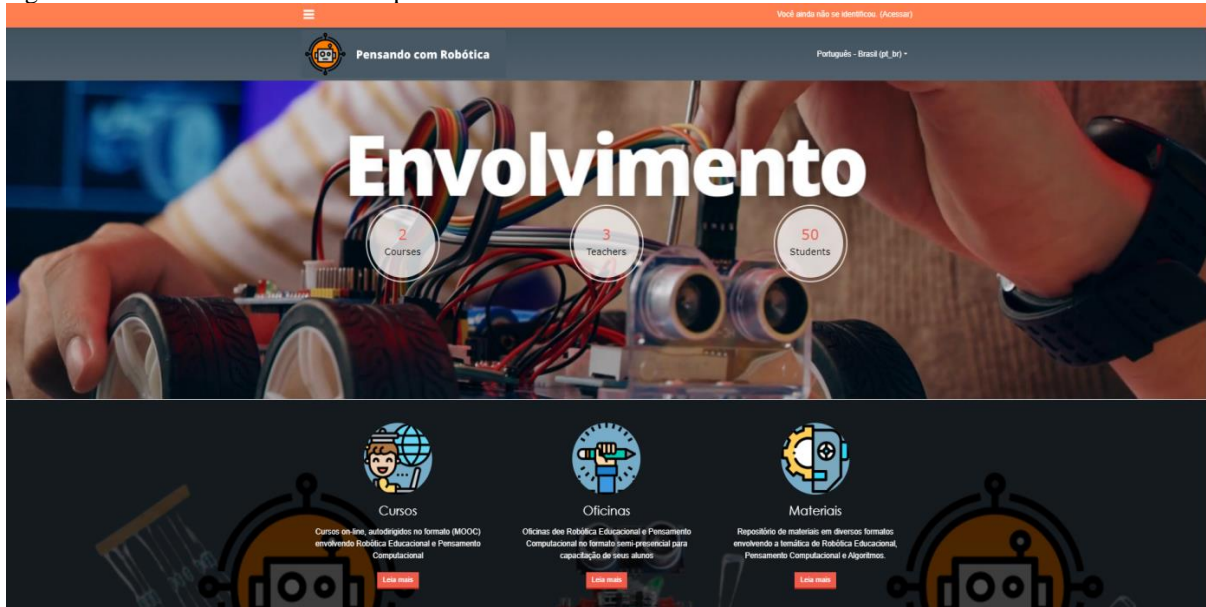 Você ainda não se identificou. (Acessar)
Pensando com Robótica
Português - Brasil (pt_br)
Envolvimento
2
Courses
3
Teachers
50
Students
Cursos
Cursos on-line, autodirigidos no formato (MOOC)
envolvendo Robótica Educacional e Pensamento
Computacional
Leia mais
Oficinas
Oficinas dee Robótica Educacional e Pensamento
Computacional no formato semi-presencial para
capacitação de seus alunos
Leia mais
Materiais
Repositório de materiais em diversos formatos
envolvendo a temática de Robótica Educacional,
Pensamento Computacional e Algoritmos.
Leia mais